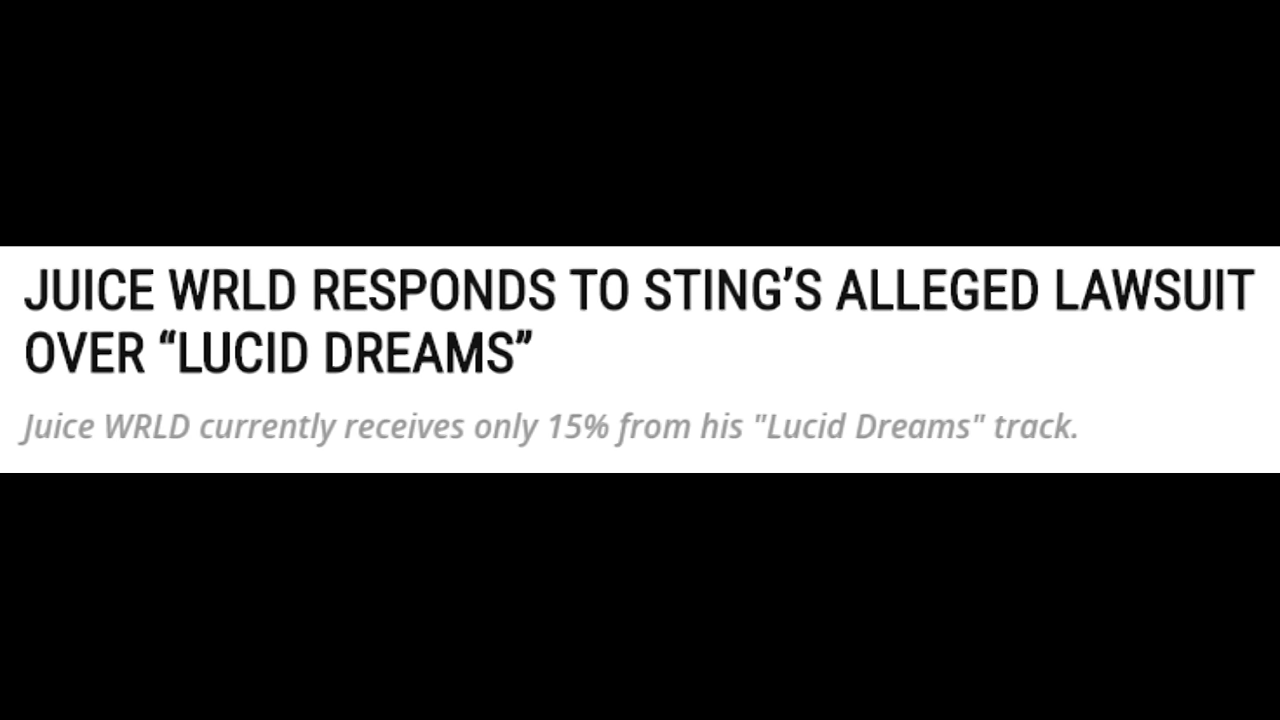 JUICE WRLD RESPONDS TO STING’S ALLEGED LAWSUIT
OVER “LUCID DREAMS”
Juice WRLD currently receives only 15% from his "Lucid Dreams" track.